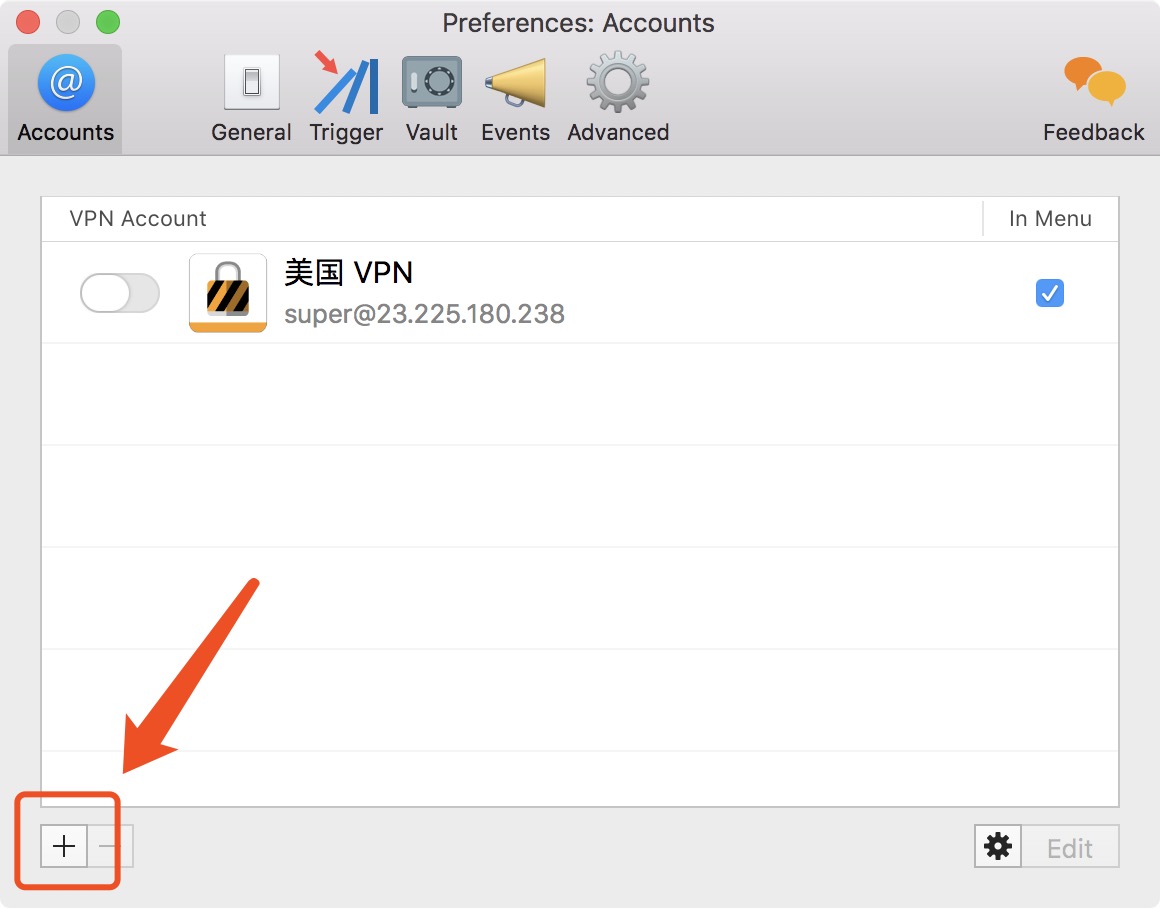 Preferences: Accounts
Accounts General Trigger Vault Events Advanced Feedback
VPN Account In Menu
美国 VPN
super@23.225.180.238
Edit